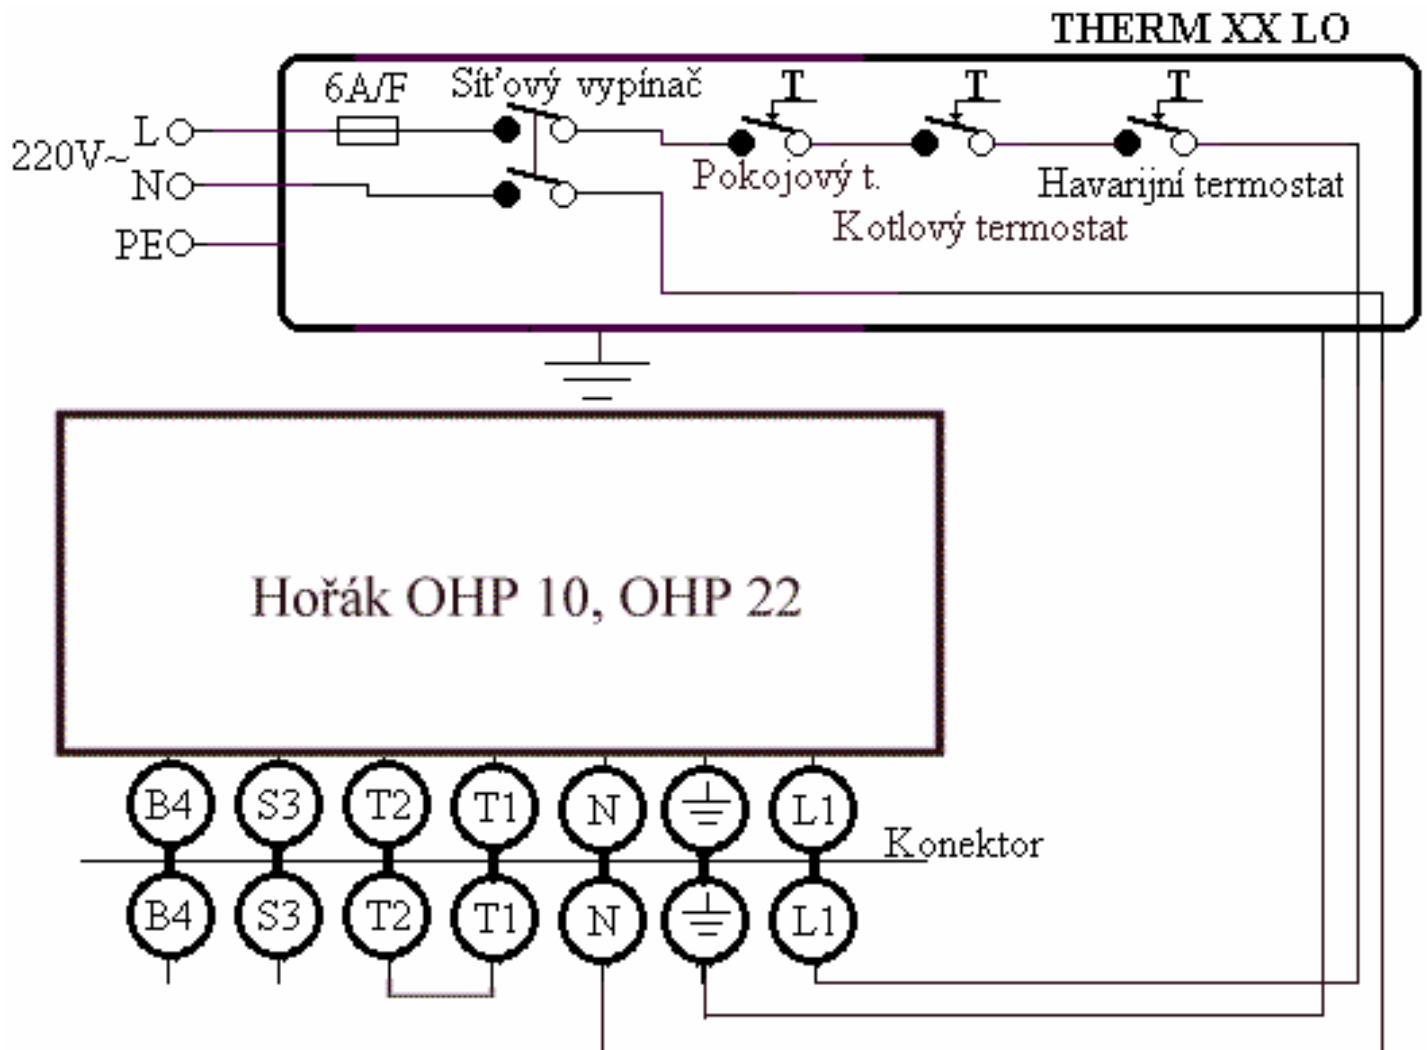 THERM XX LO
6A/F
Síťový vypínač
T
T
T
L
220V~
N
PE
Pokojový t.
Havarijní termostat
Kotlový termostat
Hořák OHP 10, OHP 22
B4 S3 T2 T1 N L1
Konektor
B4 S3 T2 T1 N L1